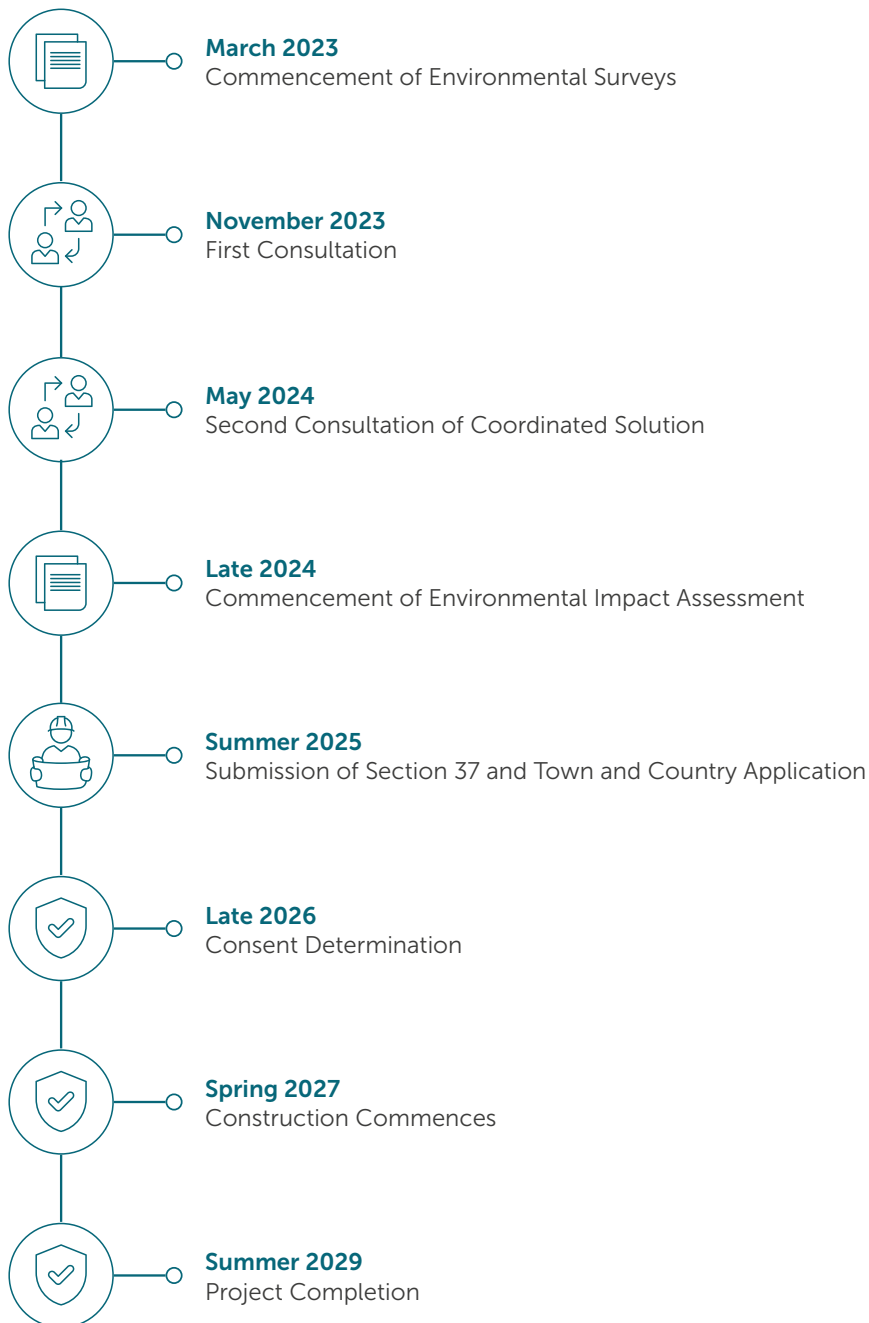 March 2023
Commencement of Environmental Surveys
November 2023
First Consultation
May 2024
Second Consultation of Coordinated Solution
Late 2024
Commencement of Environmental Impact Assessment
Summer 2025
Submission of Section 37 and Town and Country Application
Late 2026
Consent Determination
Spring 2027
Construction Commences
Summer 2029
Project Completion